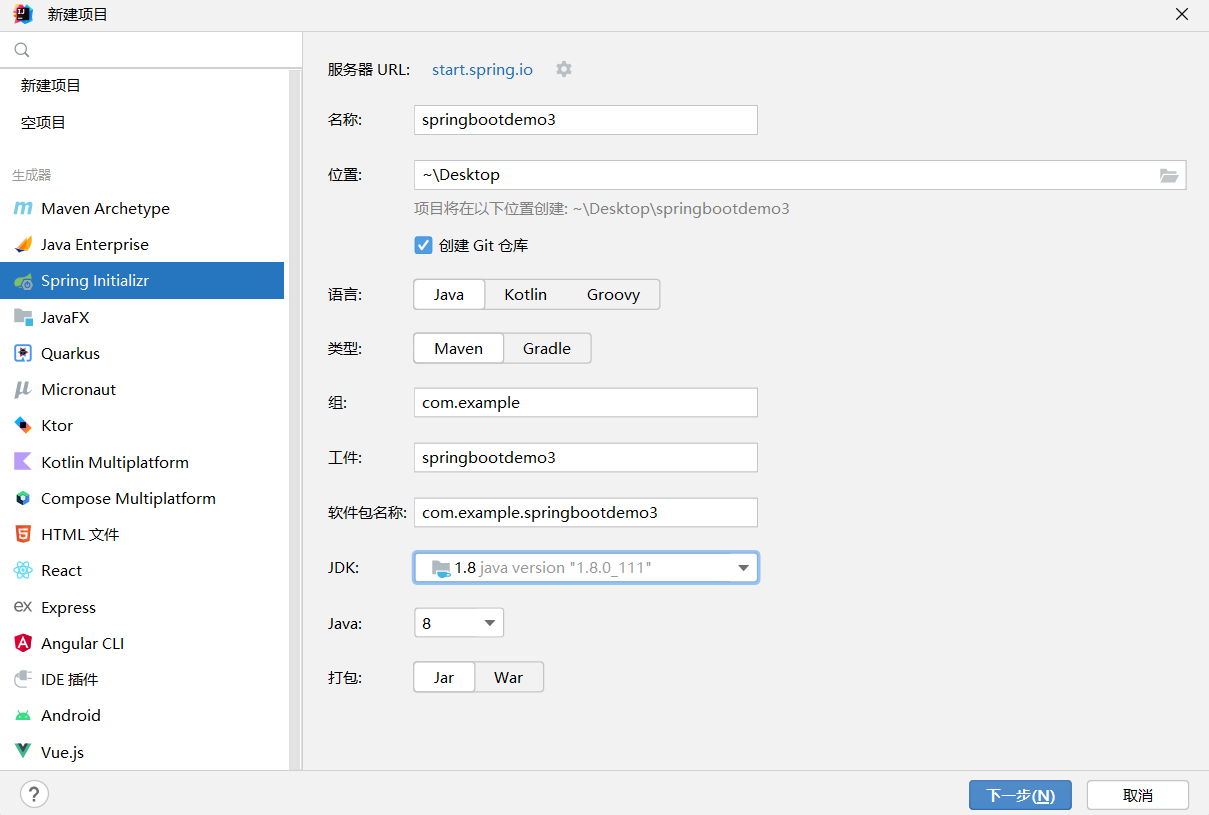 新建项目
新建项目
空项目
生成器
Maven Archetype
Java Enterprise
Spring Initializr
JavaFX
Quarkus
Micronaut
Ktor
Kotlin Multiplatform
Compose Multiplatform
HTML 文件
React
ex Express
Angular CLI
IDE 插件
Android
Vue.js
服务器 URL: start.spring.io
名称: springbootdemo3
位置: ~\Desktop
项目将在以下位置创建: ~\Desktop\springbootdemo3
创建 Git 仓库
语言: Java Kotlin Groovy
类型: Maven Gradle
组: com.example
工件: springbootdemo3
软件包名称: com.example.springbootdemo3
JDK: 1.8 java version "1.8.0_111"
Java: 8
打包: Jar War
? 下一步(N) 取消